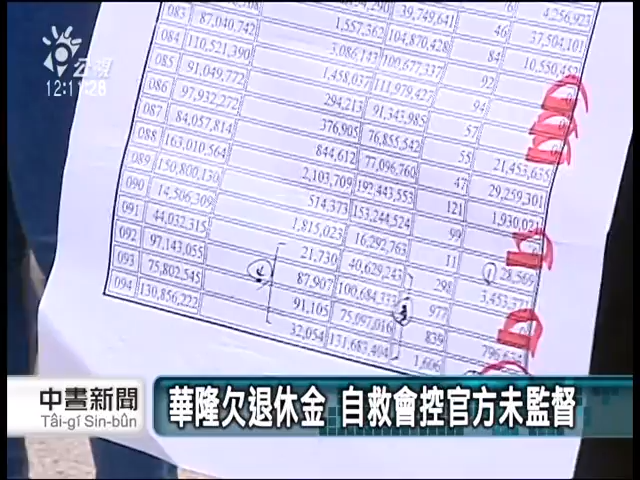 公視
12:11:28
4,256,923
39,749,641 46 37,504,101
1,557,362 104,870,428 84 10,550,452
083 87,040,742 3,086,143 100,677,337 92 0
084 110,521,390 1,458,037 111,979,427 94 0
085 91,049,772 294,213 91,343,985 57 0
086 97,932,272 376,905 76,855,542 55 21,453,635
087 84,057,814 844,612 77,096,760 47 29,259,301
088 163,010,564 2,103,709 192,443,553 121 1,930,021
089 150,800,130 514,373 153,244,524 99
090 14,506,309 1,815,023 16,292,763 11 28,569
091 44,032,315 21,730 40,629,243 298 3,453,371
092 97,143,055 87,907 100,684,333 977
093 75,802,545 91,105 75,097,016 839
094 130,856,222 32,054 131,683,404 1,606
中晝新聞
Tâi-gí Sin-bûn
華隆欠退休金 自救會控官方未監督